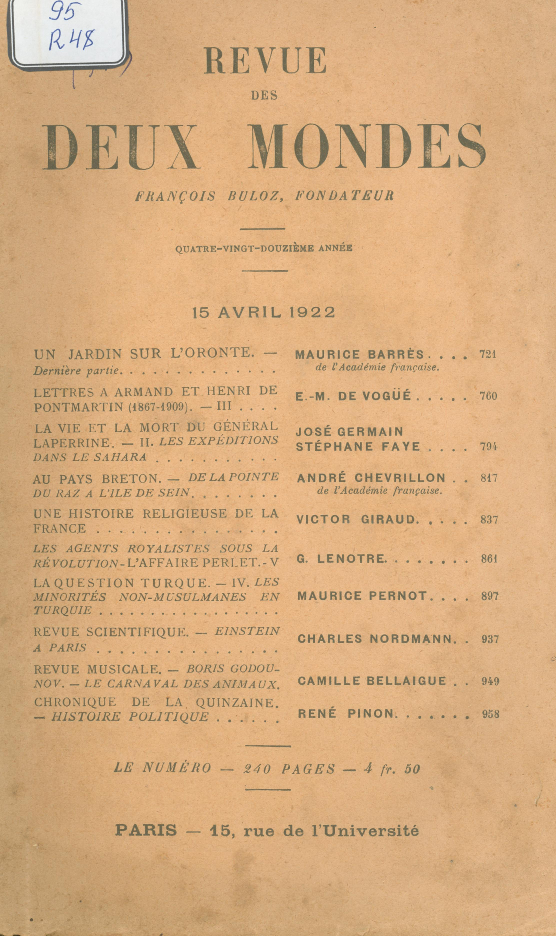 95
R48
REVUE
DES
DEUX MONDES
FRANÇOIS BULOZ, FONDATEUR
QUATRE-VINGT-DOUZIÈME ANNÉE
15 AVRIL 1922
UN JARDIN SUR L'ORONTE. —
Dernière partie. . . . . . . . . . . . . .
MAURICE BARRÈS . . . . 721
de l'Académie française.
LETTRES A ARMAND ET HENRI DE
PONTMARTIN (1867-1909). — III . . . .
E.-M. DE VOGÜÉ . . . . . 760
LA VIE ET LA MORT DU GÉNÉRAL
LAPERRINE. — II. LES EXPÉDITIONS
DANS LE SAHARA . . . . . . . . . . .
JOSÉ GERMAIN
STÉPHANE FAYE . . . . 794
AU PAYS BRETON. — DE LA POINTE
DU RAZ A L'ILE DE SEIN. . . . . . . .
ANDRÉ CHEVRILLON . . 817
de l'Académie française.
UNE HISTOIRE RELIGIEUSE DE LA
FRANCE . . . . . . . . . . . . . . . .
VICTOR GIRAUD. . . . . 837
LES AGENTS ROYALISTES SOUS LA
RÉVOLUTION-L'AFFAIRE PERLET.-V
G. LENOTRE. . . . . . . . 861
LA QUESTION TURQUE. — IV. LES
MINORITÉS NON-MUSULMANES EN
TURQUIE . . . . . . . . . . . . . . . . .
MAURICE PERNOT. . . . 897
REVUE SCIENTIFIQUE. — EINSTEIN
A PARIS . . . . . . . . . . . . . . . .
CHARLES NORDMANN. . 937
REVUE MUSICALE. — BORIS GODOU-
NOV. — LE CARNAVAL DES ANIMAUX.
CAMILLE BELLAIGUE . . 949
CHRONIQUE DE LA QUINZAINE.
— HISTOIRE POLITIQUE . . . . . .
RENÉ PINON. . . . . . . 958
LE NUMÉRO — 240 PAGES — 4 fr. 50
PARIS — 15, rue de l'Université